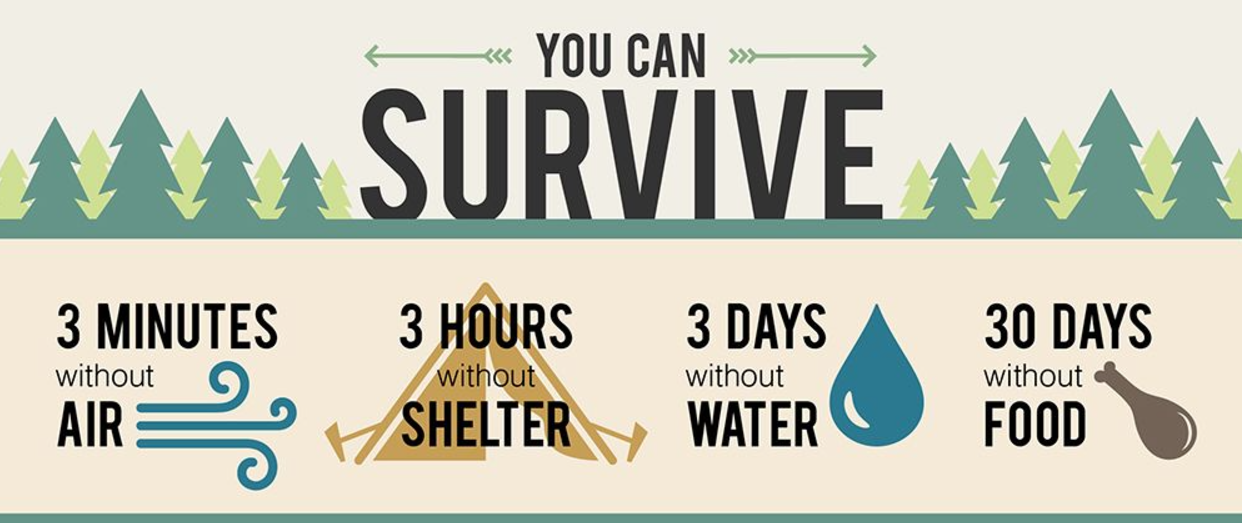 YOU CAN
SURVIVE
3 MINUTES
without
AIR
3 HOURS
without
SHELTER
3 DAYS
without
WATER
30 DAYS
without
FOOD